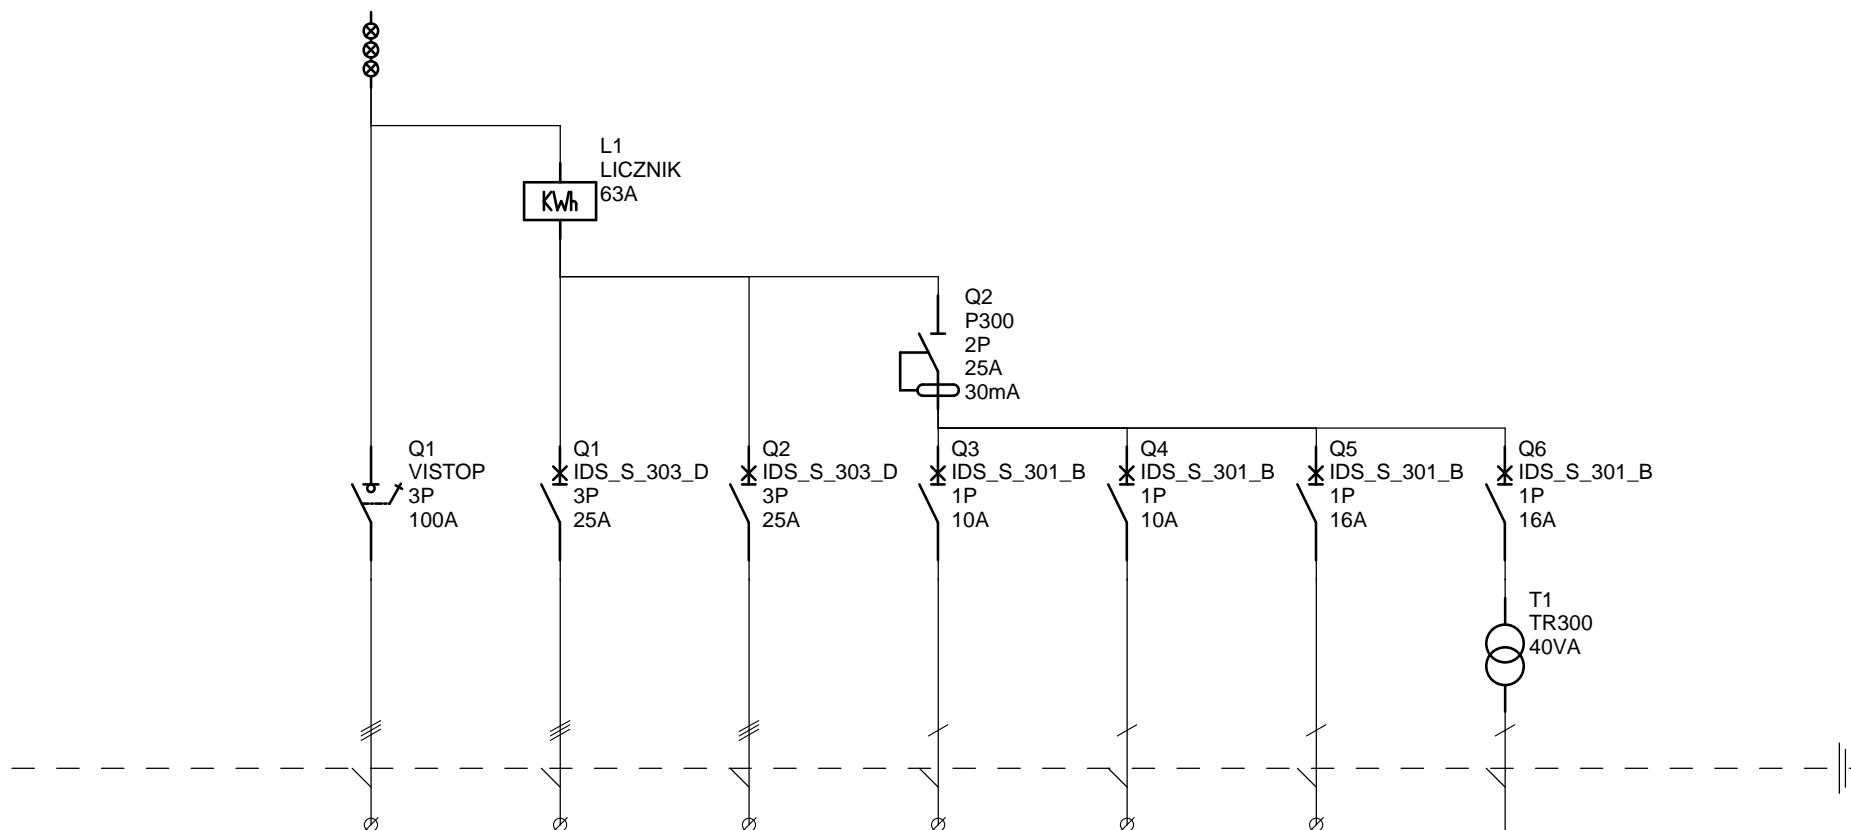 L1
LICZNIK
63A
KWh
Q2
P300
2P
25A
30mA
Q1
VISTOP
3P
100A
Q1
IDS_S_303_D
3P
25A
Q2
IDS_S_303_D
3P
25A
Q3
IDS_S_301_B
1P
10A
Q4
IDS_S_301_B
1P
10A
Q5
IDS_S_301_B
1P
16A
Q6
IDS_S_301_B
1P
16A
T1
TR300
40VA